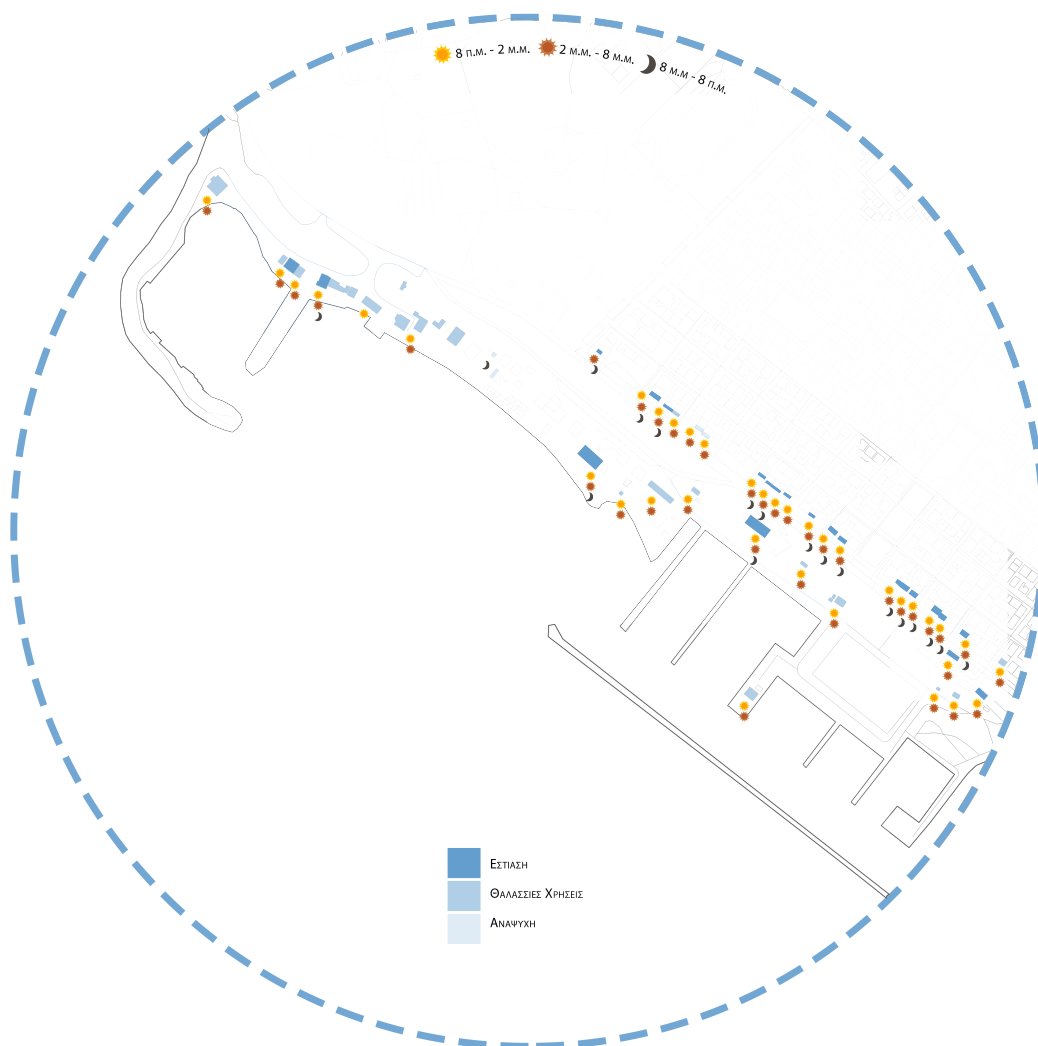 8 π.μ. - 2 μ.μ.
2 μ.μ. - 8 μ.μ.
8 μ.μ - 8 π.μ.
Εστιαση
Θαλασσιες Χρησεις
Αναψυχη